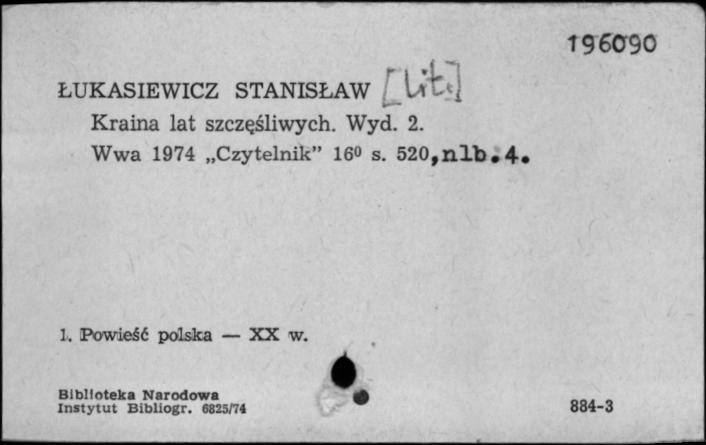 196090
ŁUKASIEWICZ STANISŁAW [lit.]
Kraina lat szczęśliwych. Wyd. 2.
Wwa 1974 „Czytelnik” 16⁰ s. 520, nlb. 4.
1. Powieść polska — XX w.
Biblioteka Narodowa
Instytut Bibliogr. 6825/74
884-3